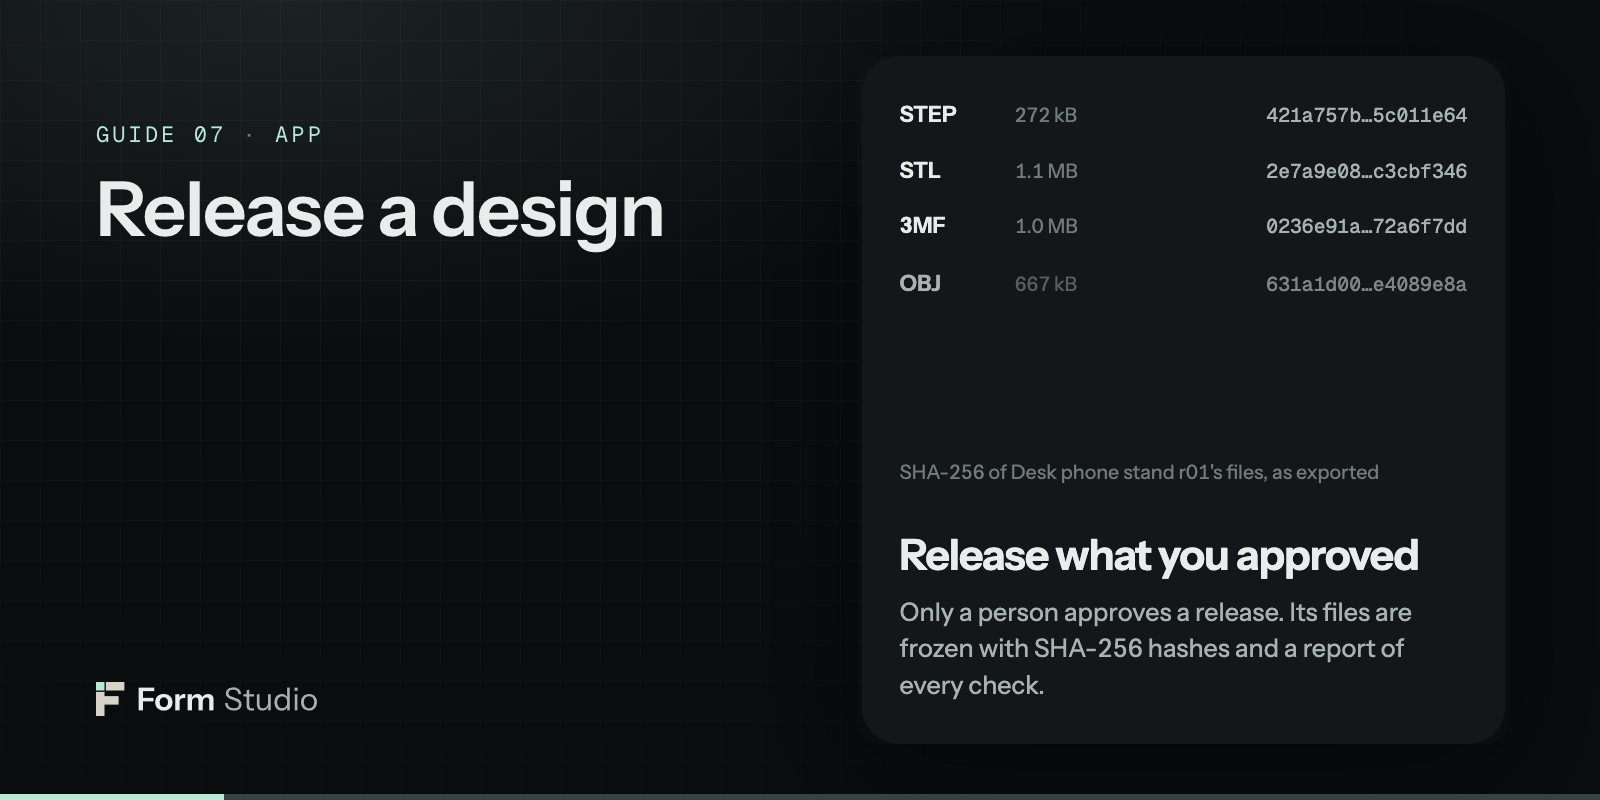 GUIDE 07 · APP
Release a design
Form Studio
STEP 272 kB 421a757b…5c011e64
STL 1.1 MB 2e7a9e08…c3cbf346
3MF 1.0 MB 0236e91a…72a6f7dd
OBJ 667 kB 631a1d00…e4089e8a
SHA-256 of Desk phone stand r01's files, as exported
Release what you approved
Only a person approves a release. Its files are
frozen with SHA-256 hashes and a report of
every check.